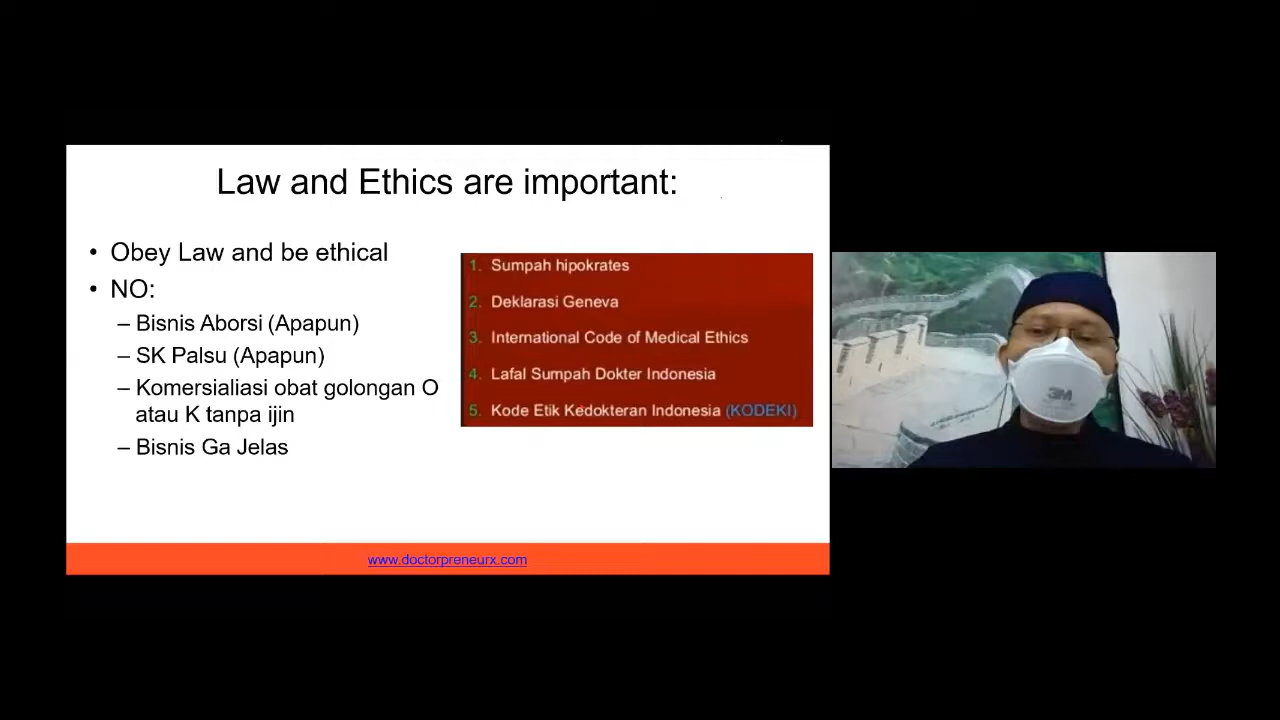 Law and Ethics are important:
• Obey Law and be ethical
• NO:
– Bisnis Aborsi (Apapun)
– SK Palsu (Apapun)
– Komersialiasi obat golongan O
atau K tanpa ijin
– Bisnis Ga Jelas
1. Sumpah hipokrates
2. Deklarasi Geneva
3. International Code of Medical Ethics
4. Lafal Sumpah Dokter Indonesia
5. Kode Etik Kedokteran Indonesia (KODEKI)
www.doctorpreneurx.com
3M